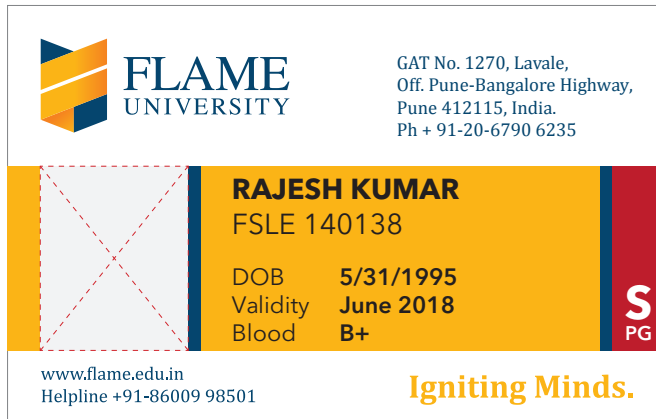 FLAME
UNIVERSITY
GAT No. 1270, Lavale,
Off. Pune-Bangalore Highway,
Pune 412115, India.
Ph + 91-20-6790 6235
RAJESH KUMAR
FSLE 140138
DOB 5/31/1995
Validity June 2018
Blood B+
S
PG
www.flame.edu.in
Helpline +91-86009 98501
Igniting Minds.